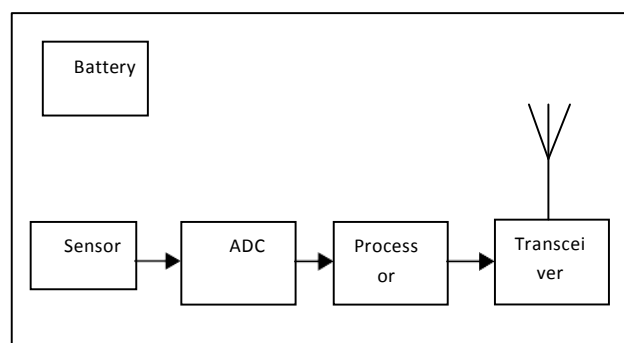 Battery
Sensor
ADC
Process
or
Transcei
ver